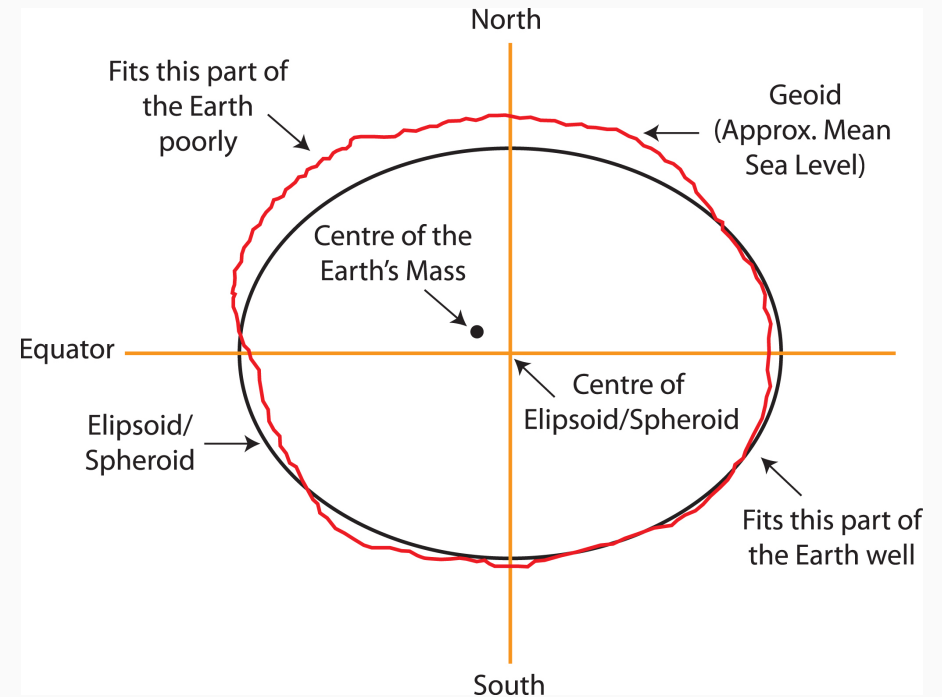 North
Fits this part of
the Earth
poorly
Geoid
(Approx. Mean
Sea Level)
Centre of the
Earth’s Mass
Equator
Centre of
Elipsoid/Spheroid
Elipsoid/
Spheroid
Fits this part of
the Earth well
South